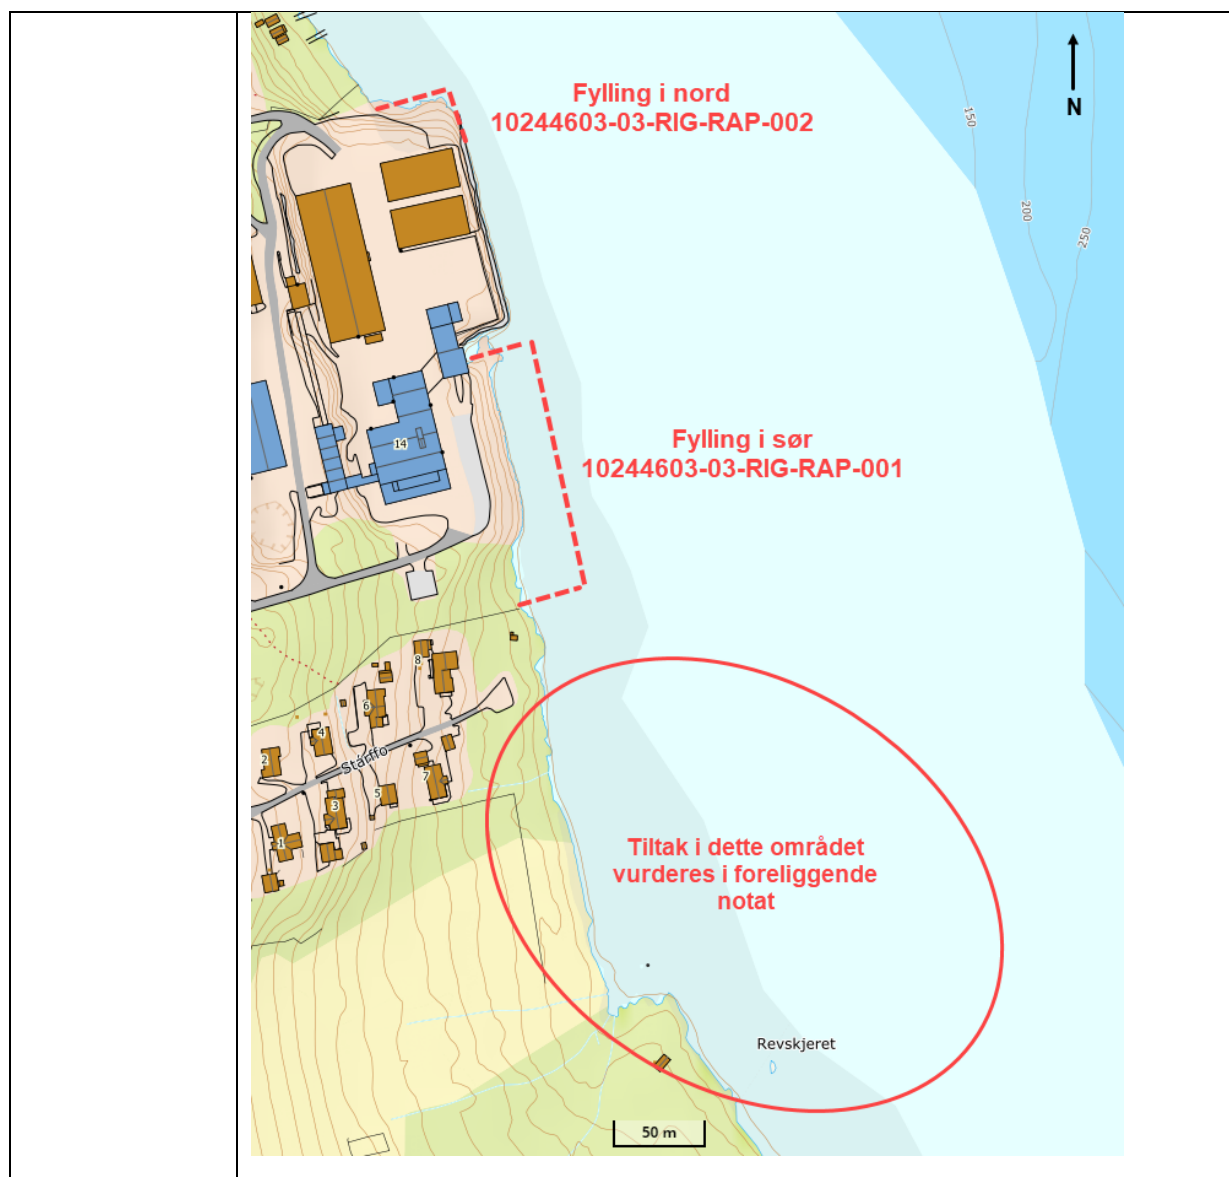 Fylling i nord
10244603-03-RIG-RAP-002
N
150
200
250
14
Fylling i sør
10244603-03-RIG-RAP-001
8
6
4
2
Stárffo
7
5
3
1
Tiltak i dette området
vurderes i foreliggende
notat
Revskjeret
50 m